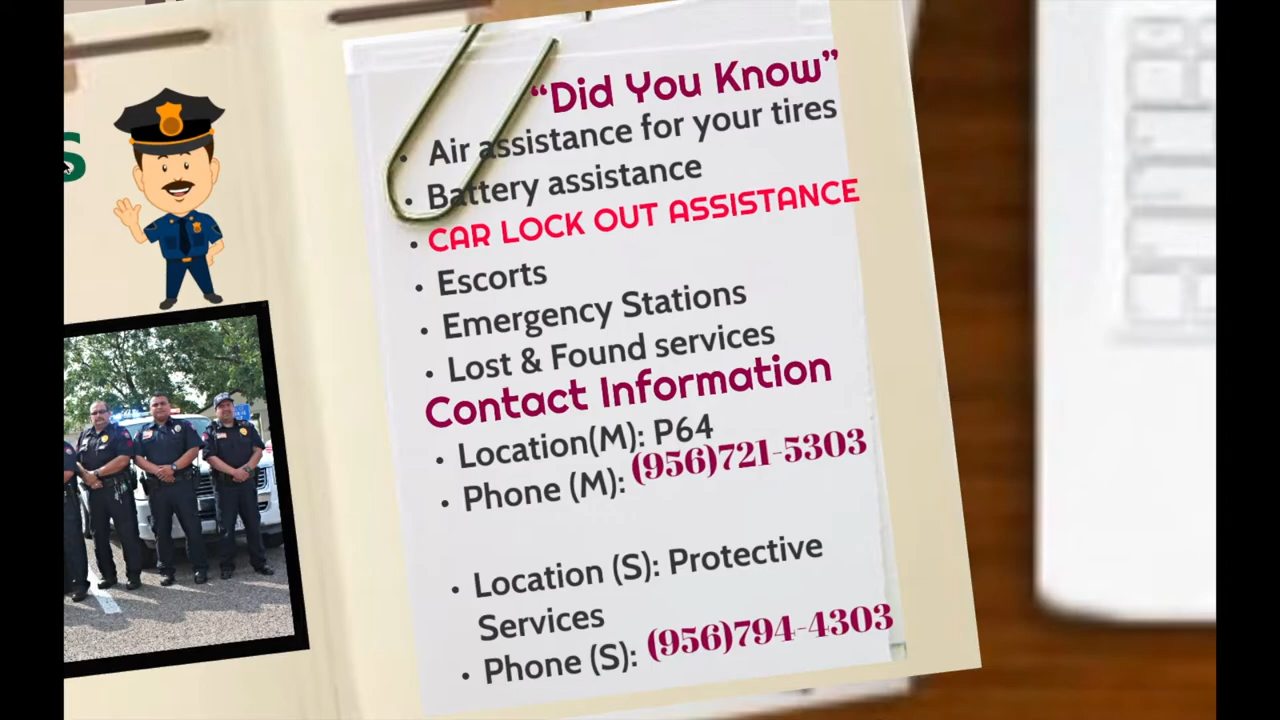 s
“Did You Know”
• Air assistance for your tires
• Battery assistance
• CAR LOCK OUT ASSISTANCE
• Escorts
• Emergency Stations
• Lost & Found services
Contact Information
• Location(M): P64
• Phone (M): (956)721-5303
• Location (S): Protective
Services
• Phone (S): (956)794-4303